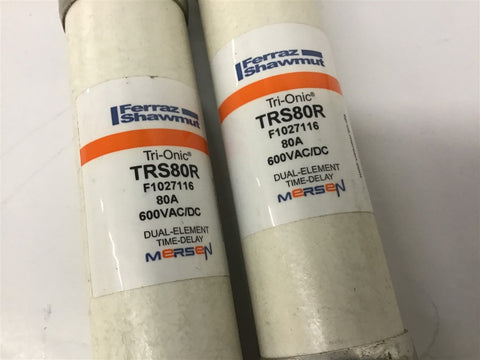 Ferraz
Shawmut
Tri-Onic®
TRS80R
F1027116
80A
600VAC/DC
DUAL-ELEMENT
TIME-DELAY
MERSEN
Ferraz
Shawmut
Tri-Onic®
TRS80R
F1027116
80A
600VAC/DC
DUAL-ELEMENT
TIME-DELAY
MERSEN